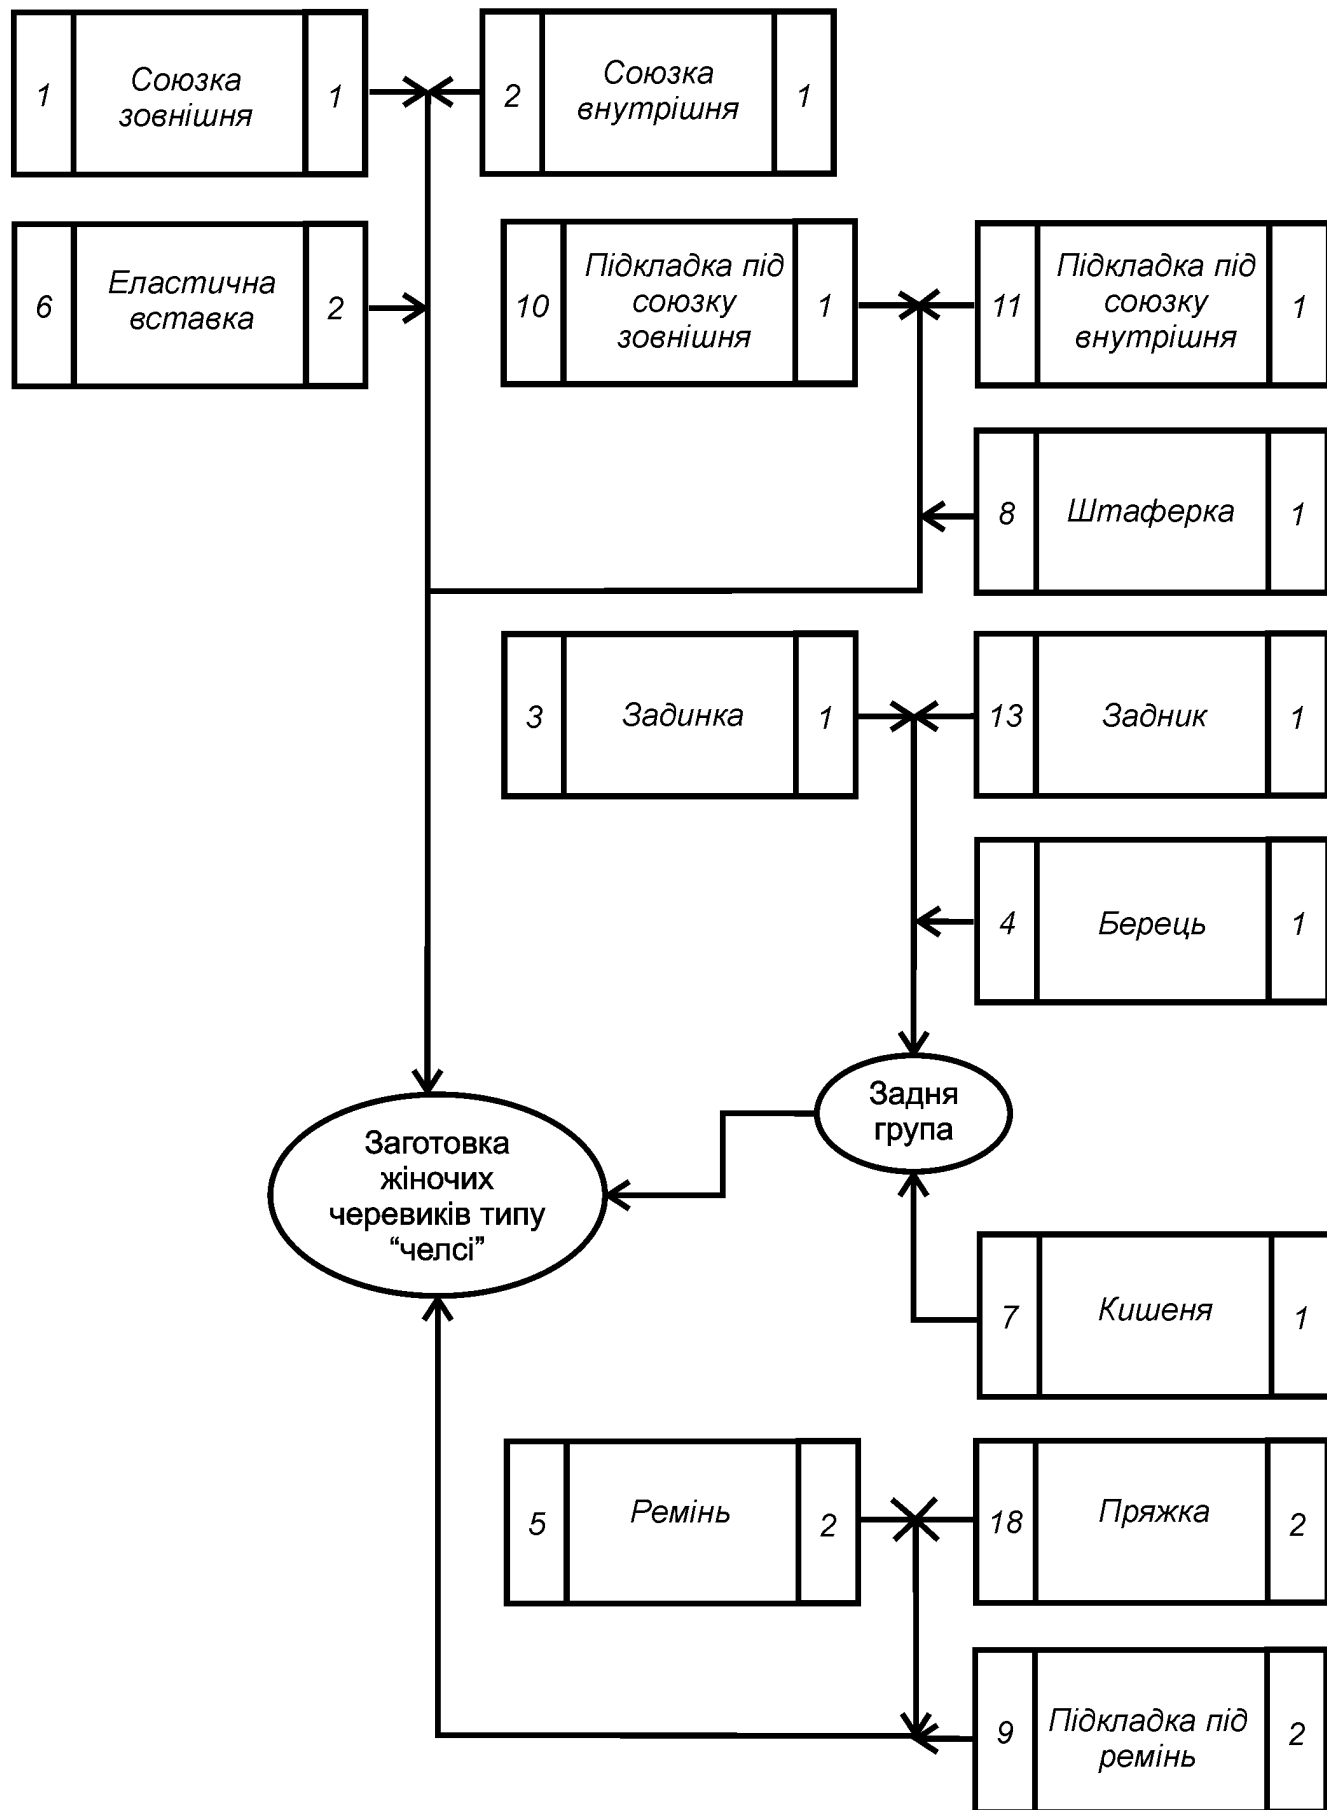 1
Союзка
зовнішня
1
2
Союзка
внутрішня
1
6
Еластична
вставка
2
10
Підкладка під
союзку
зовнішня
1
11
Підкладка під
союзку
внутрішня
1
8
Штаферка
1
3
Задинка
1
13
Задник
1
4
Берець
1
Задня
група
Заготовка
жіночих
черевиків типу
“челсі”
7
Кишеня
1
5
Ремінь
2
18
Пряжка
2
9
Підкладка під
ремінь
2